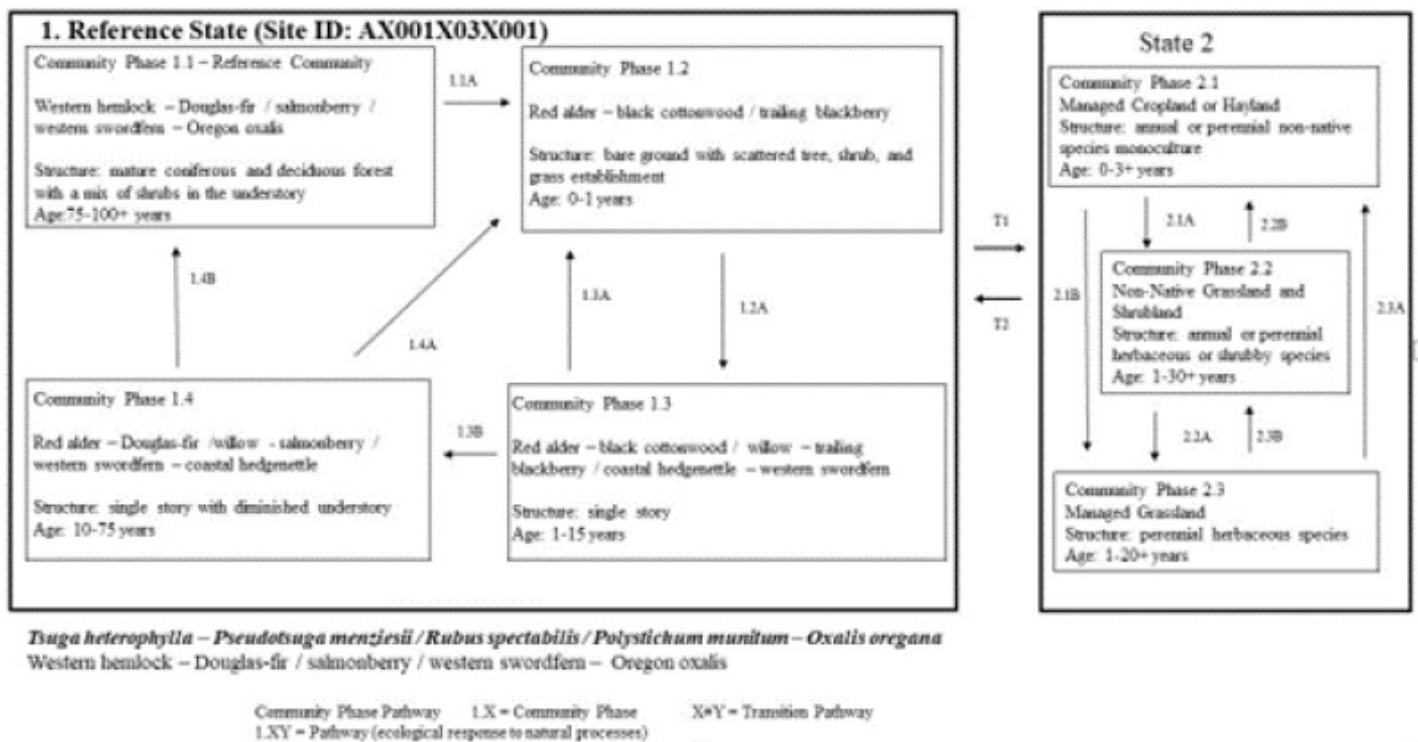 1. Reference State (Site ID: AX001X03X001)
Community Phase 1.1 – Reference Community
Western hemlock – Douglas-fir / salmonberry /
western swordfern – Oregon oxalis
Structure: mature coniferous and deciduous forest
with a mix of shrubs in the understory
Age:75-100+ years
1.1A
Community Phase 1.2
Red alder – black cottonwood / trailing blackberry
Structure: bare ground with scattered tree, shrub, and
grass establishment
Age: 0-1 years
1.4B
1.4A
1.3A
1.2A
Community Phase 1.4
Red alder – Douglas-fir /willow - salmonberry /
western swordfern – coastal hedgenettle
Structure: single story with diminished understory
Age: 10-75 years
1.3B
Community Phase 1.3
Red alder – black cottonwood / willow – trailing
blackberry / coastal hedgenettle – western swordfern
Structure: single story
Age: 1-15 years
T1
T2
State 2
Community Phase 2.1
Managed Cropland or Hayland
Structure: annual or perennial non-native
species monoculture
Age: 0-3+ years
2.1A
2.2B
2.1B
Community Phase 2.2
Non-Native Grassland and
Shrubland
Structure: annual or perennial
herbaceous or shrubby species
Age: 1-30+ years
2.3A
2.2A
2.3B
Community Phase 2.3
Managed Grassland
Structure: perennial herbaceous species
Age: 1-20+ years
Tsuga heterophylla – Pseudotsuga menziesii / Rubus spectabilis / Polystichum munitum – Oxalis oregana
Western hemlock – Douglas-fir / salmonberry / western swordfern – Oregon oxalis
Community Phase Pathway 1.X = Community Phase X*Y = Transition Pathway
1.XY = Pathway (ecological response to natural processes)